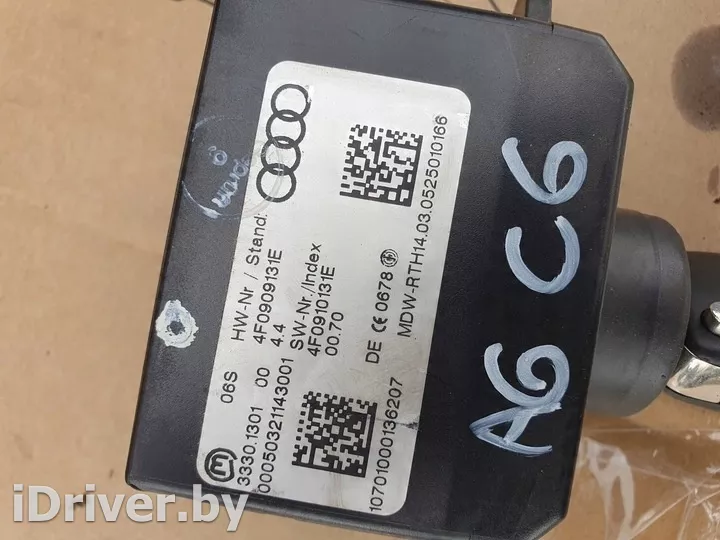 06S HW-Nr / Stand:
3330.1301 00 4F0909131E
00050321143001 4.4
SW-Nr./Index
4F0910131E
00.70
DE CE 0678
10701000136207 MDW-RTH14.03.0525010166
A6 C6
iDriver.by